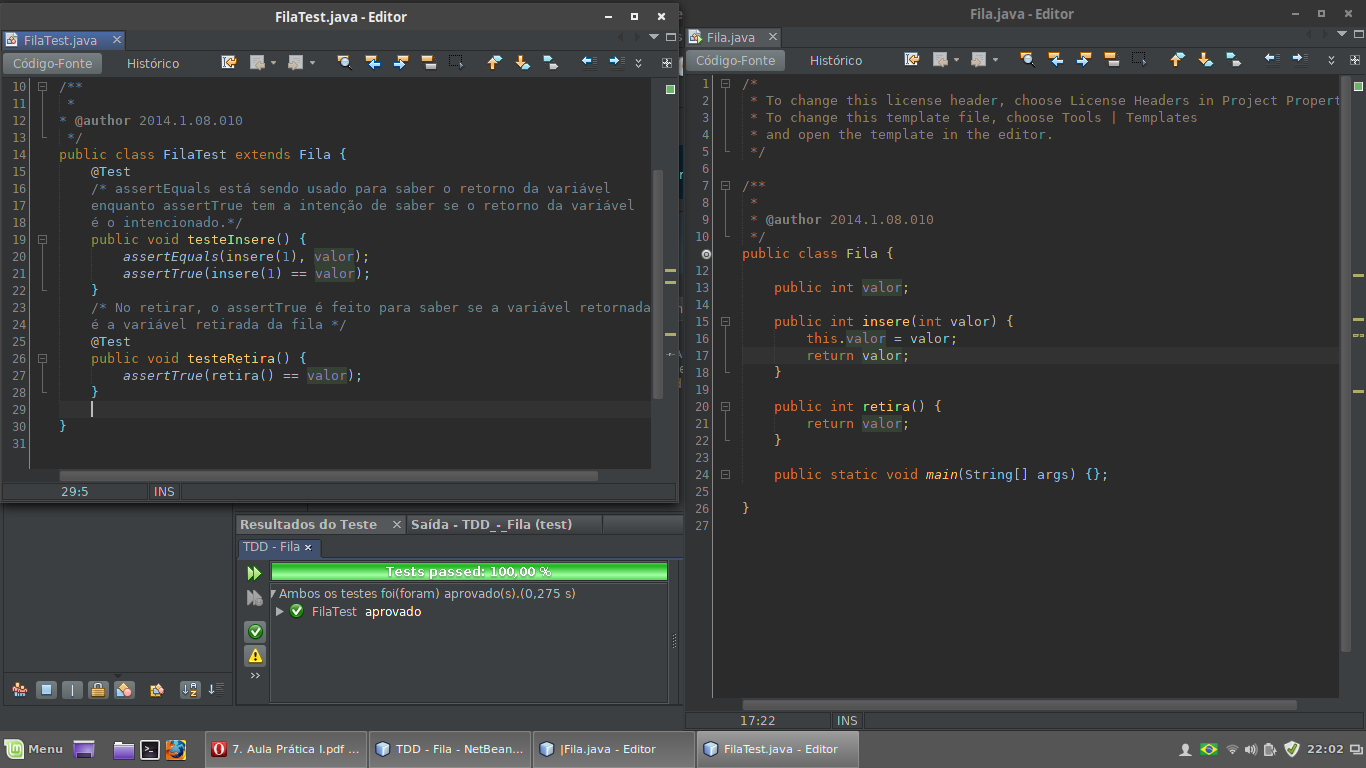 FilaTest.java - Editor
FilaTest.java
Código-Fonte Histórico
10 /**
11 *
12 * @author 2014.1.08.010
13 */
14 public class FilaTest extends Fila {
15 @Test
16 /* assertEquals está sendo usado para saber o retorno da variável
17 enquanto assertTrue tem a intenção de saber se o retorno da variável
18 é o intencionado.*/
19 public void testeInsere() {
20 assertEquals(insere(1), valor);
21 assertTrue(insere(1) == valor);
22 }
23 /* No retirar, o assertTrue é feito para saber se a variável retornada
24 é a variável retirada da fila */
25 @Test
26 public void testeRetira() {
27 assertTrue(retira() == valor);
28 }
29
30 }
31
29:5 INS
Fila.java - Editor
Fila.java
Código-Fonte Histórico
1 /*
2 * To change this license header, choose License Headers in Project Propert
3 * To change this template file, choose Tools | Templates
4 * and open the template in the editor.
5 */
6
7 /**
8 *
9 * @author 2014.1.08.010
10 */
public class Fila {
12
13 public int valor;
14
15 public int insere(int valor) {
16 this.valor = valor;
17 return valor;
18 }
19
20 public int retira() {
21 return valor;
22 }
23
24 public static void main(String[] args) {};
25
26 }
27
17:22 INS
Resultados do Teste Saída - TDD_-_Fila (test)
TDD - Fila
Tests passed: 100,00 %
Ambos os testes foi(foram) aprovado(s).(0,275 s)
FilaTest aprovado
Menu 7. Aula Prática I.pdf ... TDD - Fila - NetBean... |Fila.java - Editor FilaTest.java - Editor 22:02